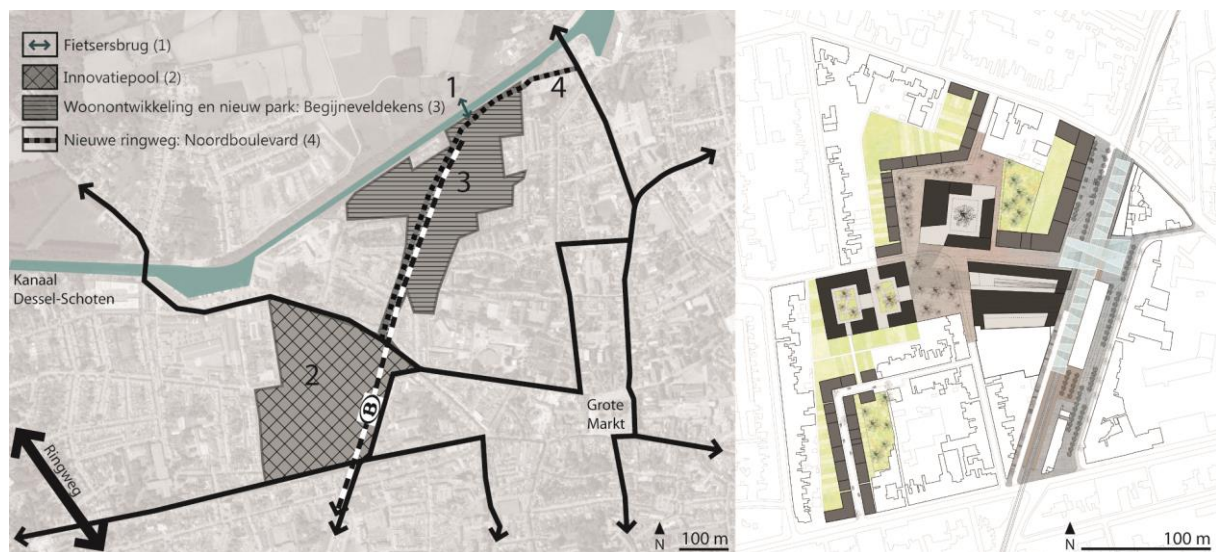 Fietsersbrug (1)
Innovatiepool (2)
Woonontwikkeling en nieuw park: Begijneveldekens (3)
Nieuwe ringweg: Noordboulevard (4)
1
4
3
Kanaal
Dessel-Schoten
2
B
Grote
Markt
Ringweg
N
100 m
N
100 m